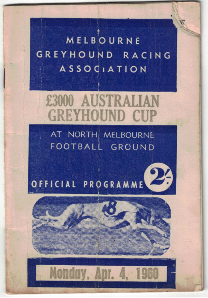 MELBOURNE
GREYHOUND RACING
ASSOCIATION
£3000 AUSTRALIAN
GREYHOUND CUP
AT NORTH MELBOURNE
FOOTBALL GROUND
OFFICIAL PROGRAMME 2/-
8
Monday, Apr. 4, 1960